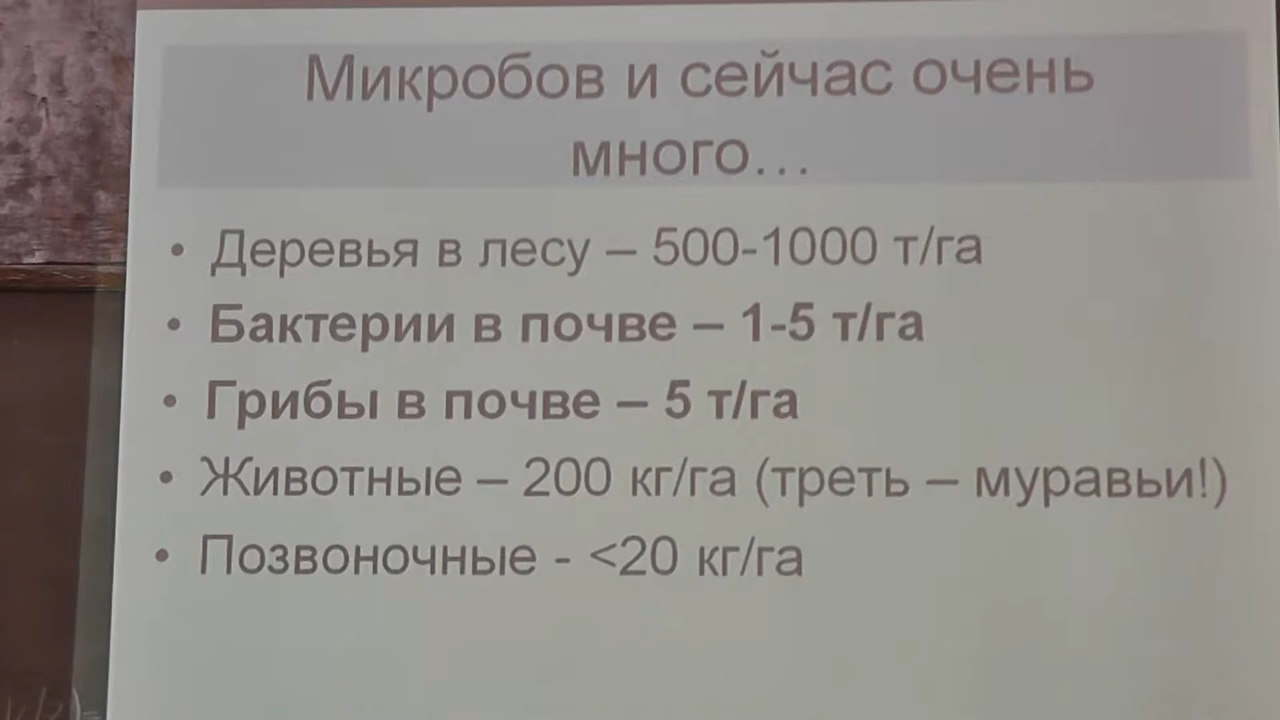 Микробов и сейчас очень
много...
• Деревья в лесу – 500-1000 т/га
• Бактерии в почве – 1-5 т/га
• Грибы в почве – 5 т/га
• Животные – 200 кг/га (треть – муравьи!)
• Позвоночные - <20 кг/га